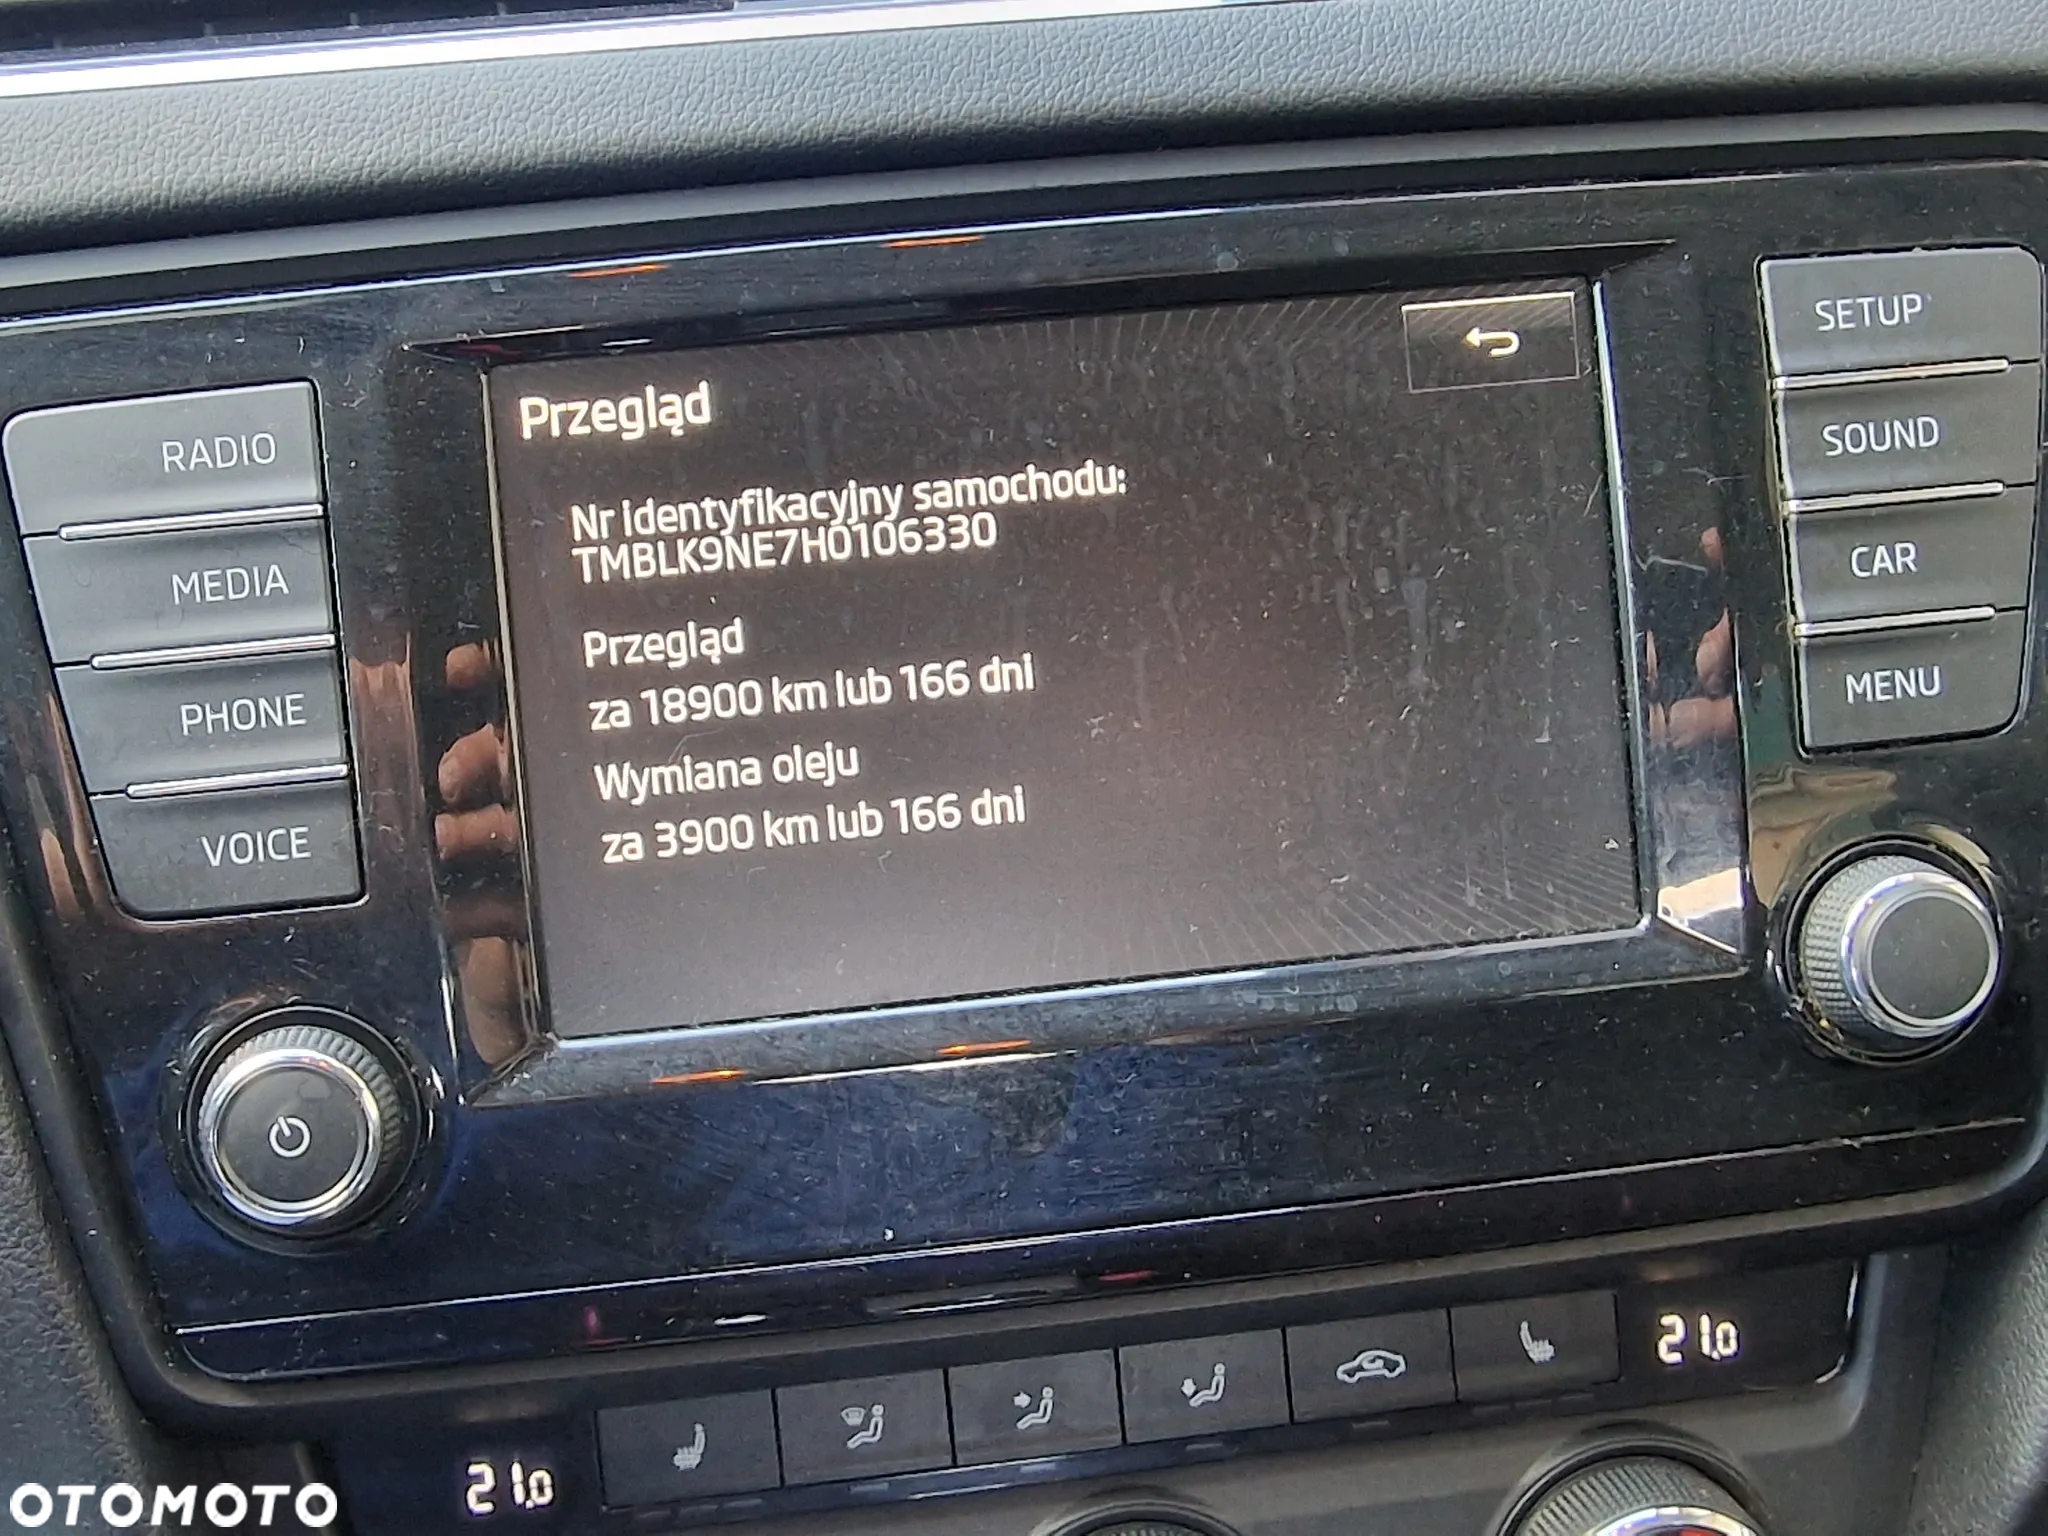 Przegląd
Nr identyfikacyjny samochodu:
TMBLK9NE7H0106330
Przegląd
za 18900 km lub 166 dni
Wymiana oleju
za 3900 km lub 166 dni
RADIO
MEDIA
PHONE
VOICE
SETUP
SOUND
CAR
MENU
21.0
21.0
OTOMOTO